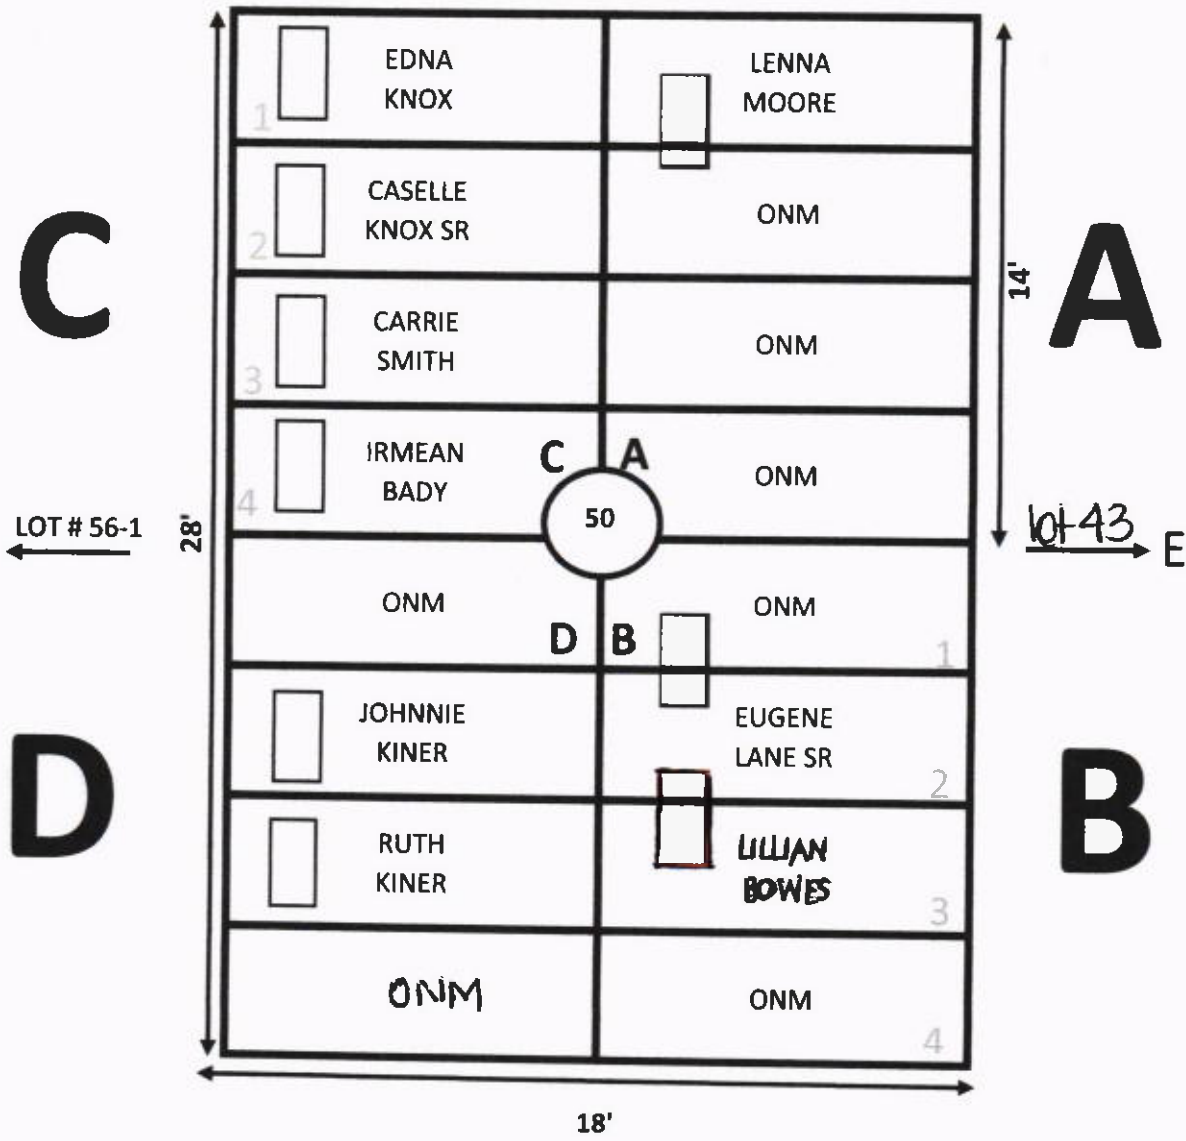 EDNA
KNOX
1
LENNA
MOORE
CASELLE
KNOX SR
2
ONM
C
A
14'
CARRIE
SMITH
3
ONM
IRMEAN
BADY
4
C
A
ONM
50
LOT # 56-1
28'
lot 43
E
ONM
D
B
ONM
1
JOHNNIE
KINER
EUGENE
LANE SR
2
D
B
RUTH
KINER
LILLIAN
BOWES
3
ONM
ONM
4
18'